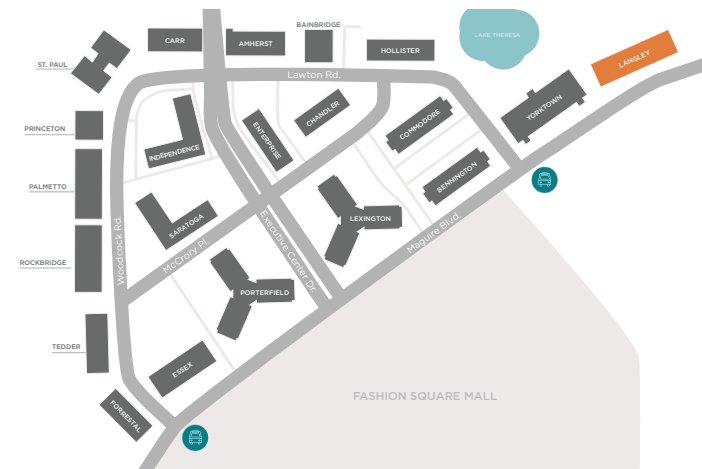 BAINBRIDGE
CARR
AMHERST
HOLLISTER
LAKE THERESA
LANGLEY
ST. PAUL
Lawton Rd.
YORKTOWN
CHANDLER
COMMODORE
PRINCETON
ENTERPRISE
INDEPENDENCE
PALMETTO
BENNINGTON
SARATOGA
LEXINGTON
Woodcock Rd.
McCrory Pl.
Executive Center Dr.
Maguire Blvd.
ROCKBRIDGE
PORTERFIELD
TEDDER
ESSEX
FORRESTAL
FASHION SQUARE MALL